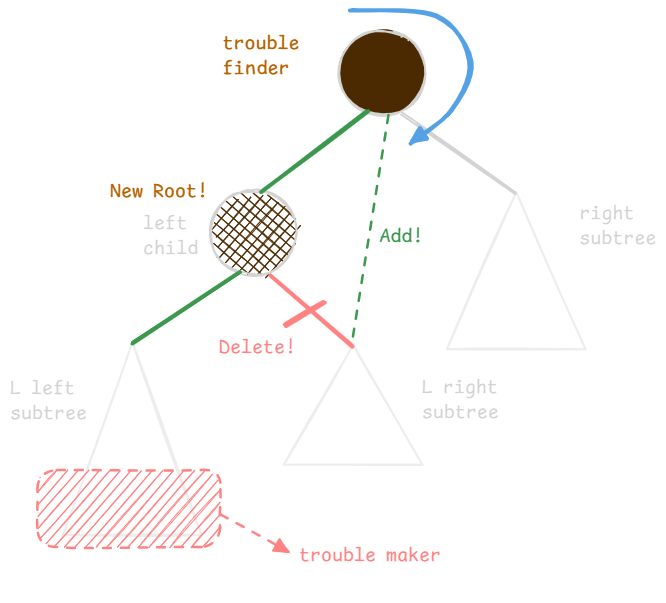 trouble
finder
New Root!
left
child
right
subtree
Add!
Delete!
L left
subtree
L right
subtree
trouble maker